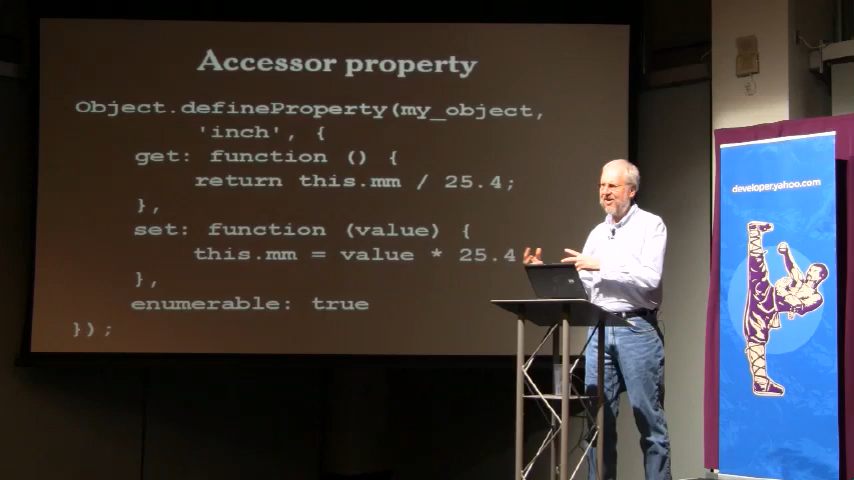 Accessor property
Object.defineProperty(my_object,
'inch', {
get: function () {
return this.mm / 25.4;
},
set: function (value) {
this.mm = value * 25.4
},
enumerable: true
});
developer.yahoo.com